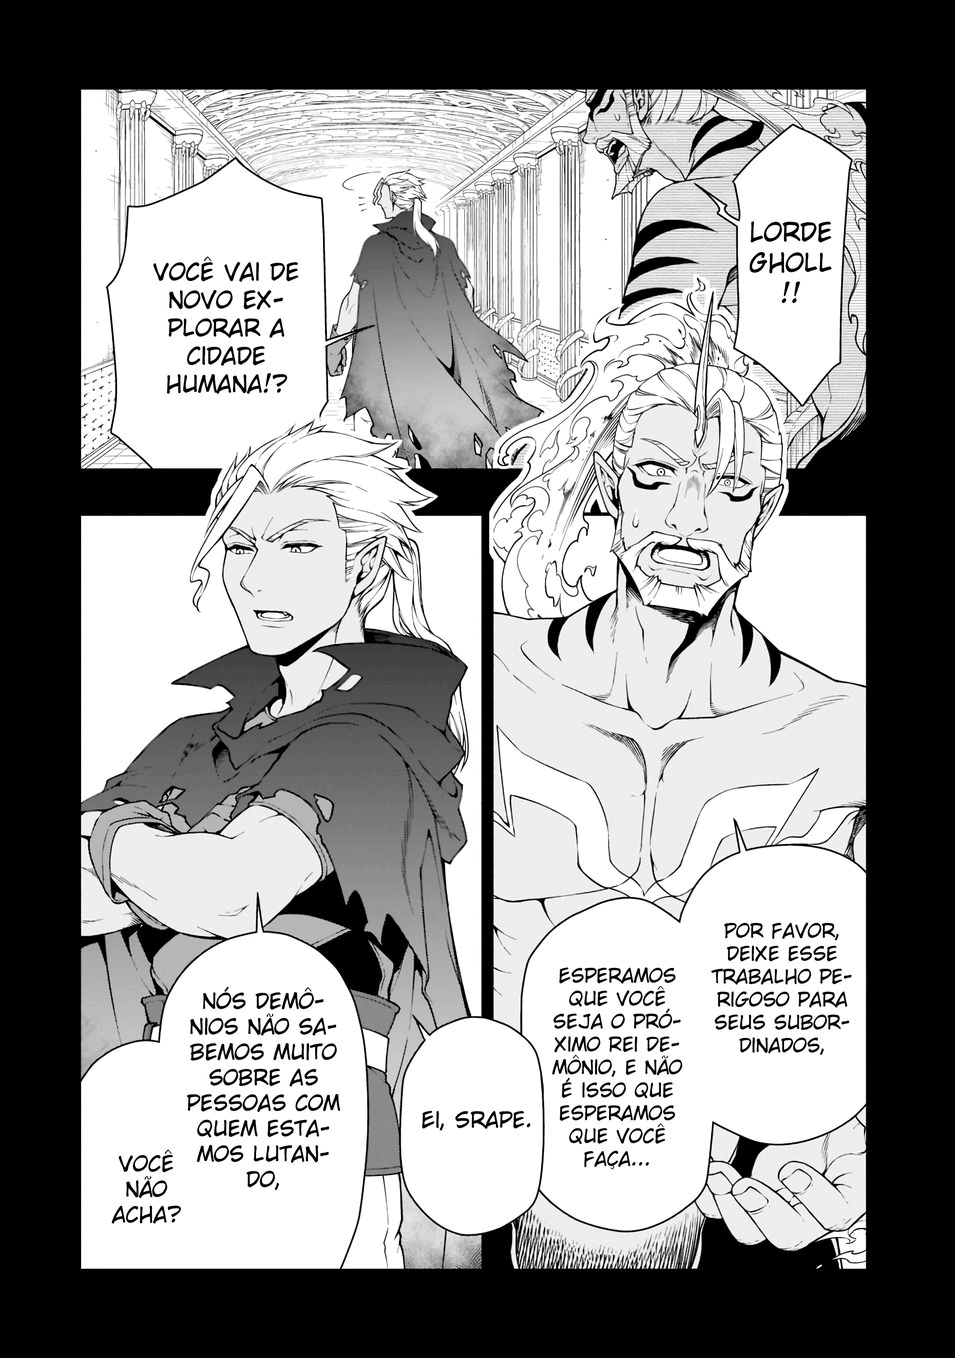 LORDE
GHOLL
!!
VOCÊ VAI DE
NOVO EX-
PLORAR A
CIDADE
HUMANA!?
POR FAVOR,
DEIXE ESSE
TRABALHO PE-
RIGOSO PARA
SEUS SUBOR-
DINADOS,
ESPERAMOS
QUE VOCÊ
SEJA O PRÓ-
XIMO REI DE-
MÔNIO, E NÃO
É ISSO QUE
ESPERAMOS
QUE VOCÊ
FAÇA...
EI, SRAPE.
NÓS DEMÔ-
NIOS NÃO SA-
BEMOS MUITO
SOBRE AS
PESSOAS COM
QUEM ESTA-
MOS LUTAN-
DO,
VOCÊ
NÃO
ACHA?